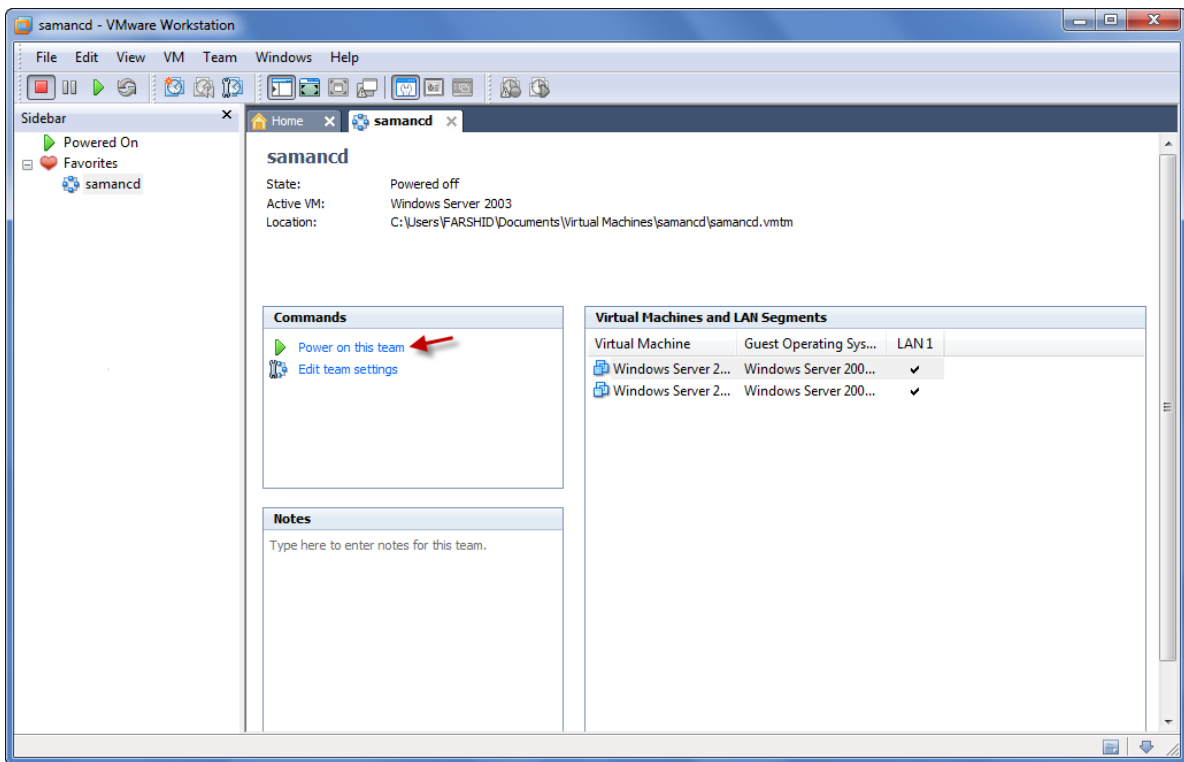 samancd - VMware Workstation
File Edit View VM Team Windows Help
Sidebar x
Powered On
Favorites
samancd
Home x samancd x
samancd
State: Powered off
Active VM: Windows Server 2003
Location: C:\Users\FARSHID\Documents\Virtual Machines\samancd\samancd.vmtm
Commands
Power on this team
Edit team settings
Notes
Type here to enter notes for this team.
Virtual Machines and LAN Segments
Virtual Machine Guest Operating Sys... LAN 1
Windows Server 2... Windows Server 200... ✔
Windows Server 2... Windows Server 200... ✔